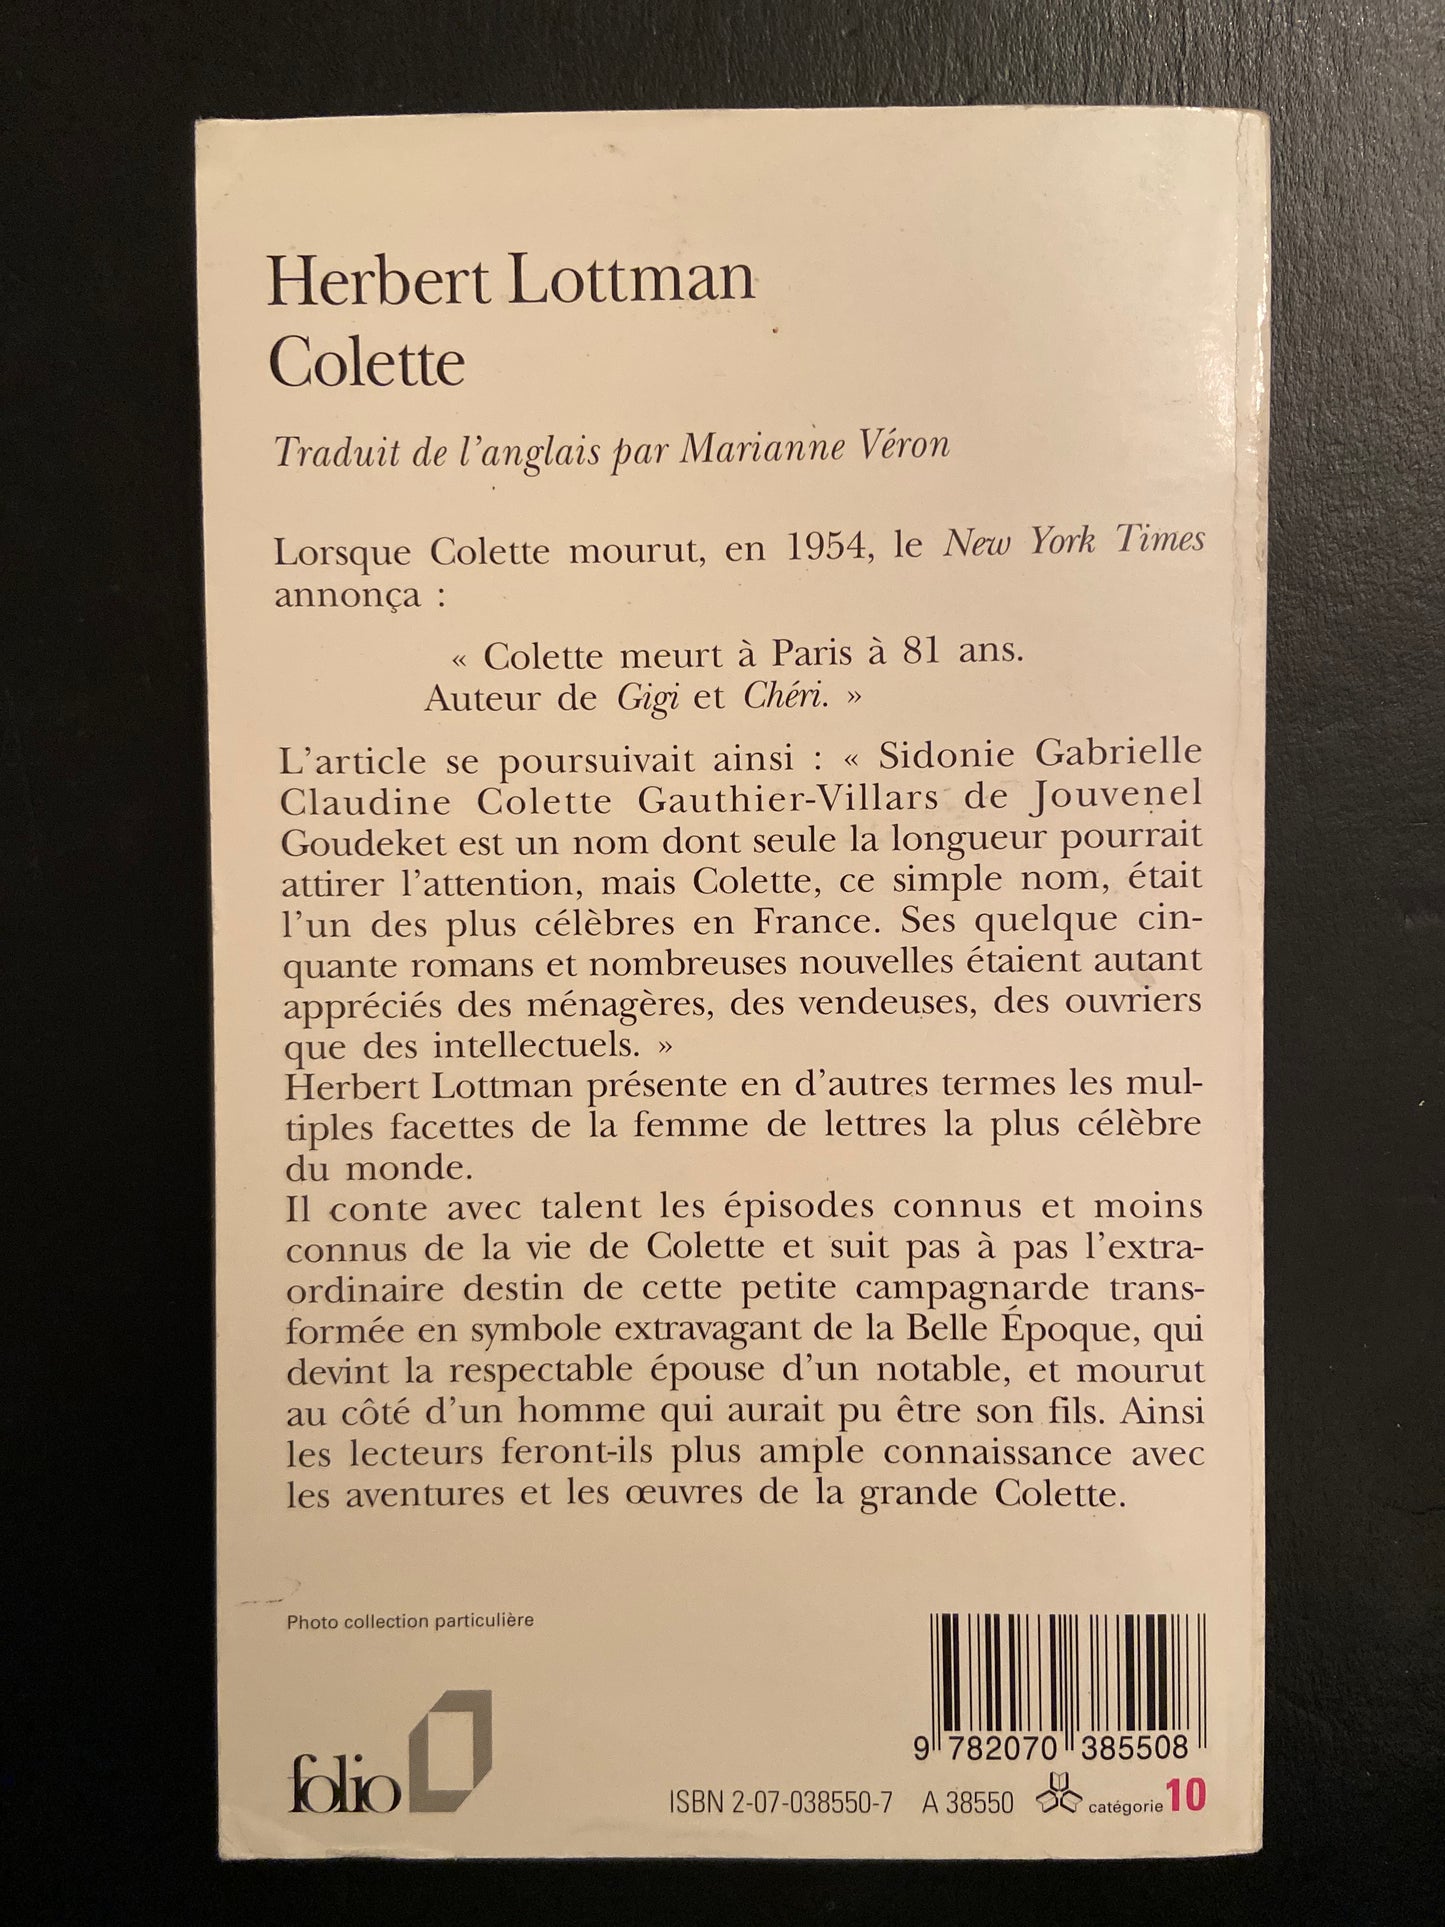 Herbert Lottman
Colette
Traduit de l'anglais par Marianne Véron
Lorsque Colette mourut, en 1954, le New York Times
annonça :
« Colette meurt à Paris à 81 ans.
Auteur de Gigi et Chéri. »
L'article se poursuivait ainsi : « Sidonie Gabrielle
Claudine Colette Gauthier-Villars de Jouvenel
Goudeket est un nom dont seule la longueur pourrait
attirer l'attention, mais Colette, ce simple nom, était
l'un des plus célèbres en France. Ses quelque cin-
quante romans et nombreuses nouvelles étaient autant
appréciés des ménagères, des vendeuses, des ouvriers
que des intellectuels. »
Herbert Lottman présente en d'autres termes les mul-
tiples facettes de la femme de lettres la plus célèbre
du monde.
Il conte avec talent les épisodes connus et moins
connus de la vie de Colette et suit pas à pas l'extra-
ordinaire destin de cette petite campagnarde trans-
formée en symbole extravagant de la Belle Époque, qui
devint la respectable épouse d'un notable, et mourut
au côté d'un homme qui aurait pu être son fils. Ainsi
les lecteurs feront-ils plus ample connaissance avec
les aventures et les œuvres de la grande Colette.
Photo collection particulière
9 782070 385508
folio
ISBN 2-07-038550-7 A 38550 catégorie 10